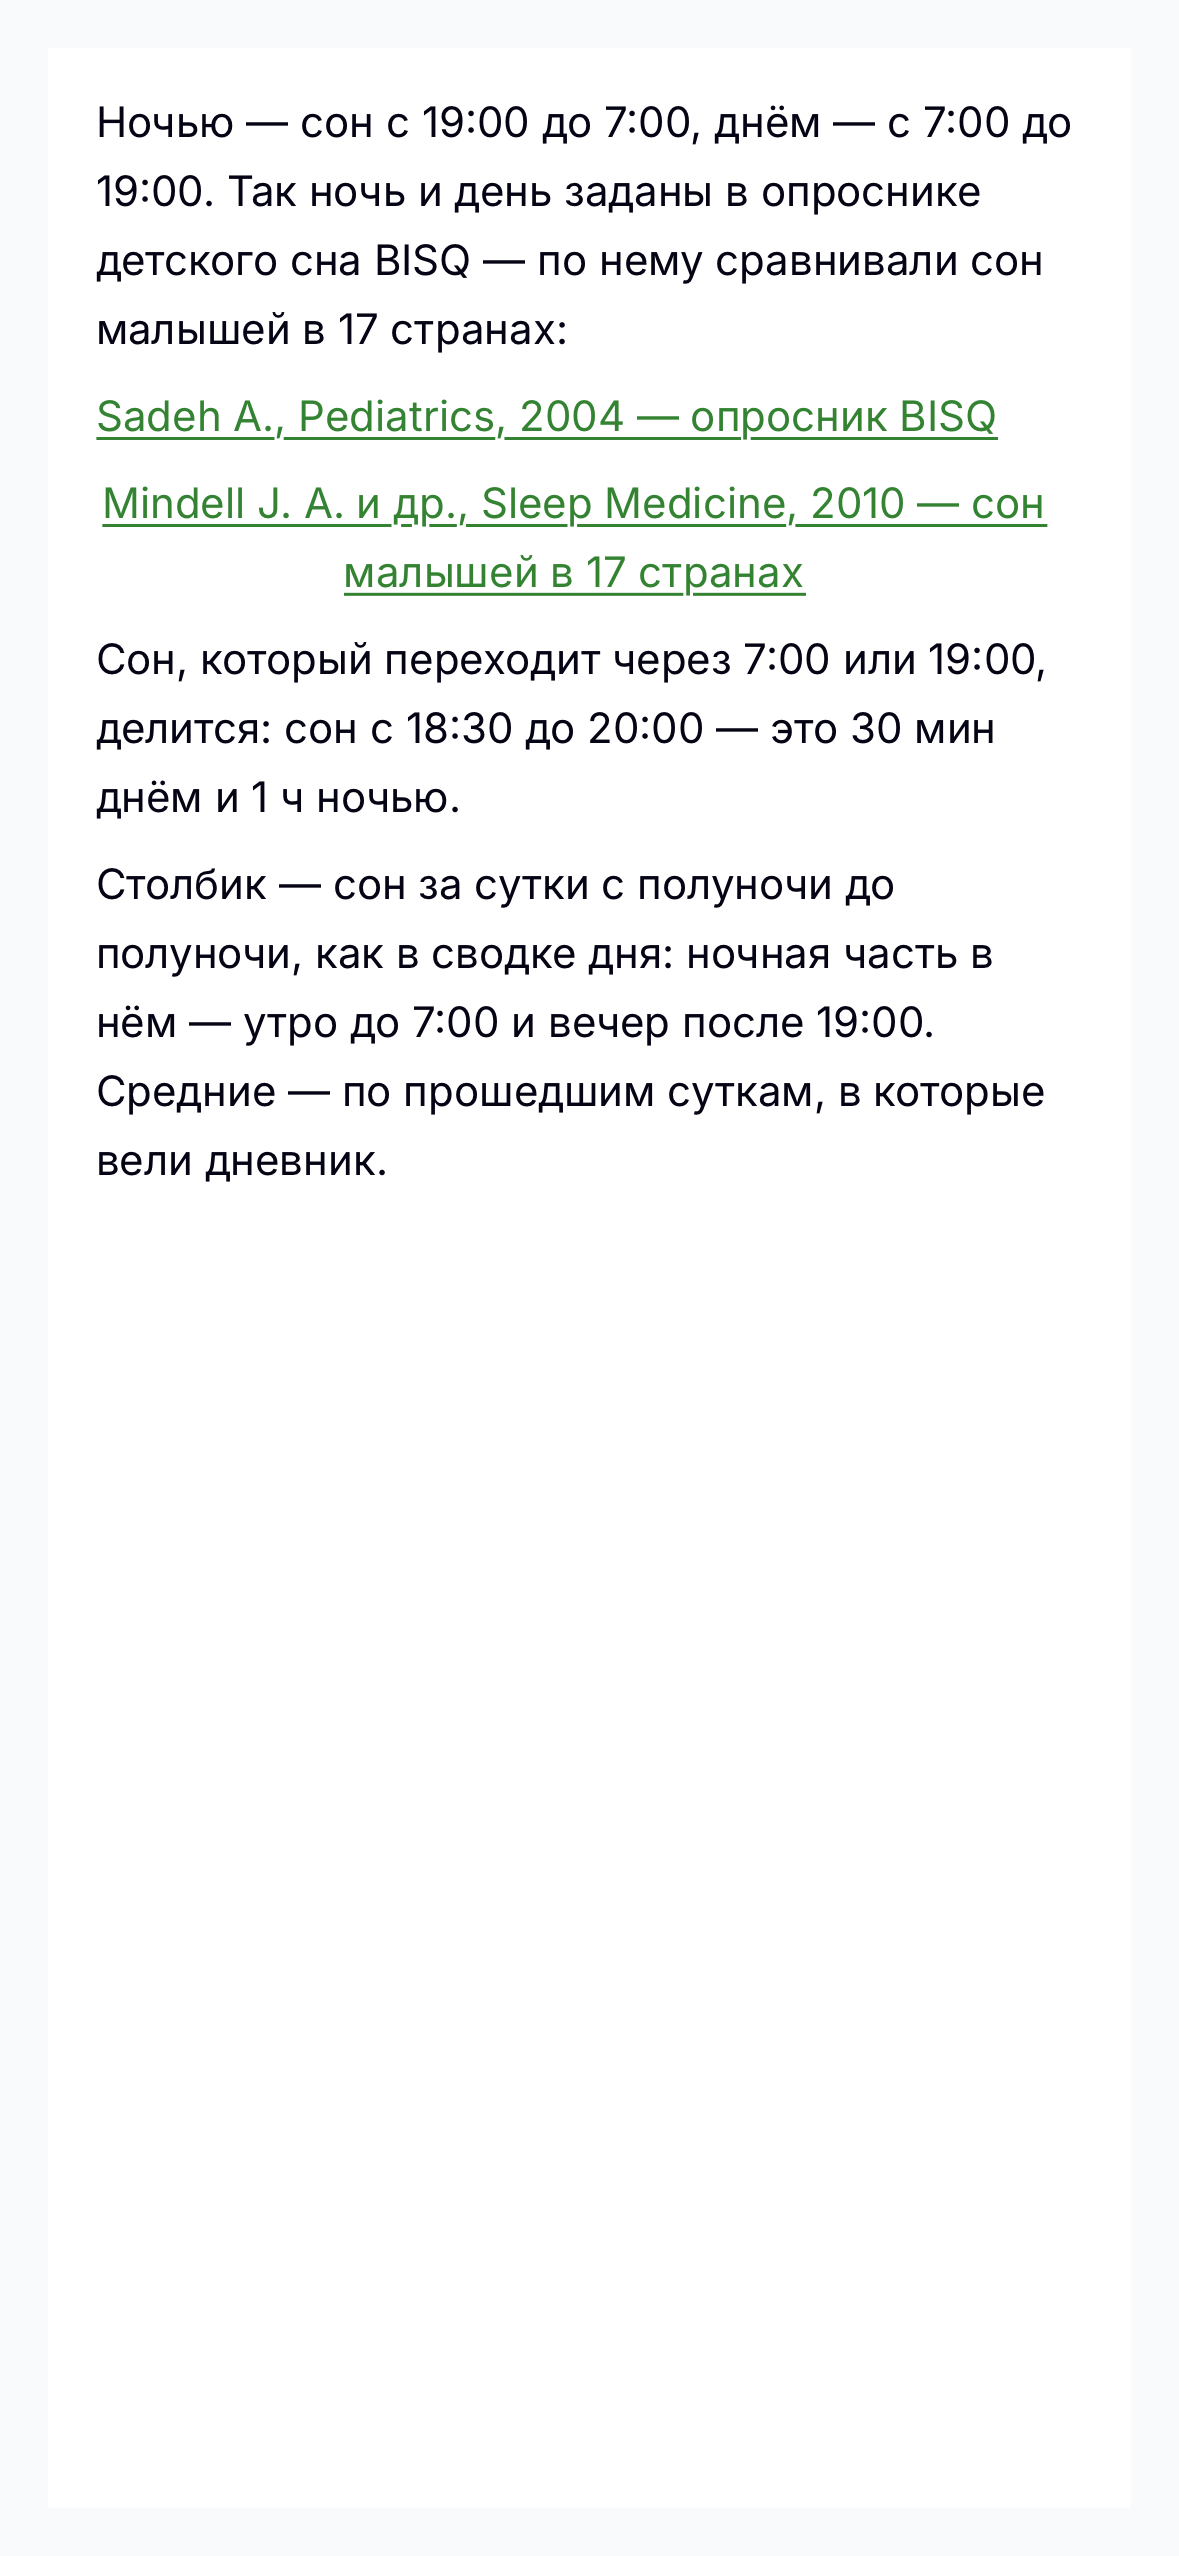 Ночью — сон с 19:00 до 7:00, днём — с 7:00 до
19:00. Так ночь и день заданы в опроснике
детского сна BISQ — по нему сравнивали сон
малышей в 17 странах:
Sadeh A., Pediatrics, 2004 — опросник BISQ
Mindell J. A. и др., Sleep Medicine, 2010 — сон
малышей в 17 странах
Сон, который переходит через 7:00 или 19:00,
делится: сон с 18:30 до 20:00 — это 30 мин
днём и 1 ч ночью.
Столбик — сон за сутки с полуночи до
полуночи, как в сводке дня: ночная часть в
нём — утро до 7:00 и вечер после 19:00.
Средние — по прошедшим суткам, в которые
вели дневник.